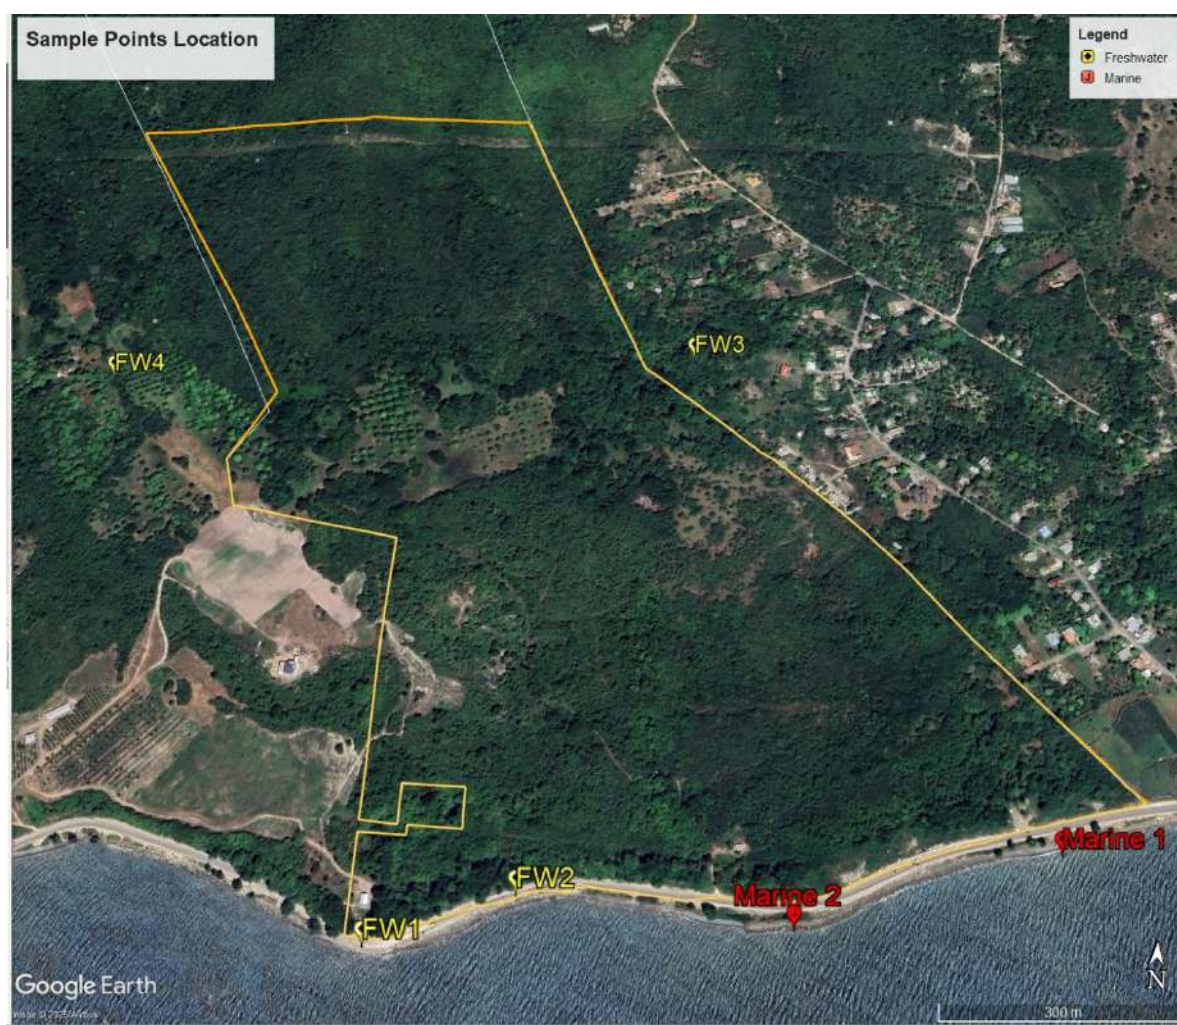 Sample Points Location
Legend
Freshwater
Marine
FW3
FW4
Marine 1
FW2
Marine 2
FW1
Google Earth
N
300 m